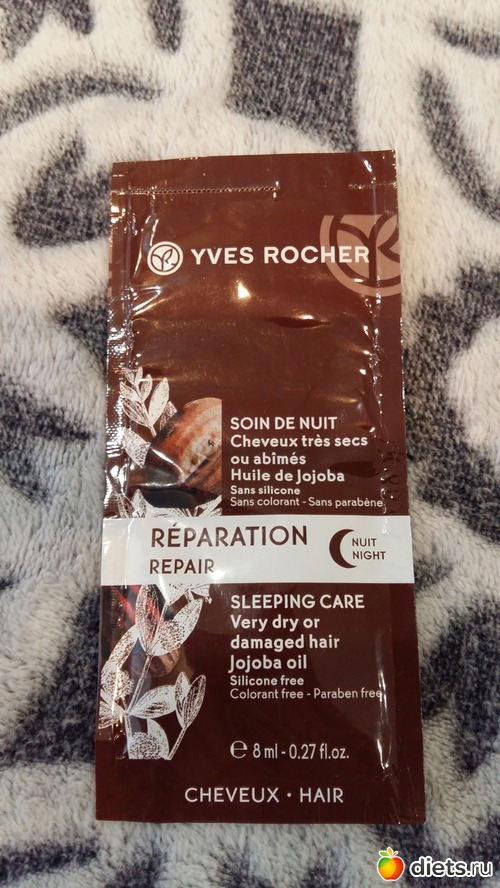 YVES ROCHER
SOIN DE NUIT
Cheveux très secs
ou abîmés
Huile de Jojoba
Sans silicone
Sans colorant - Sans parabène
RÉPARATION
REPAIR
NUIT
NIGHT
SLEEPING CARE
Very dry or
damaged hair
Jojoba oil
Silicone free
Colorant free - Paraben free
e 8 ml - 0.27 fl.oz.
CHEVEUX • HAIR
diets.ru